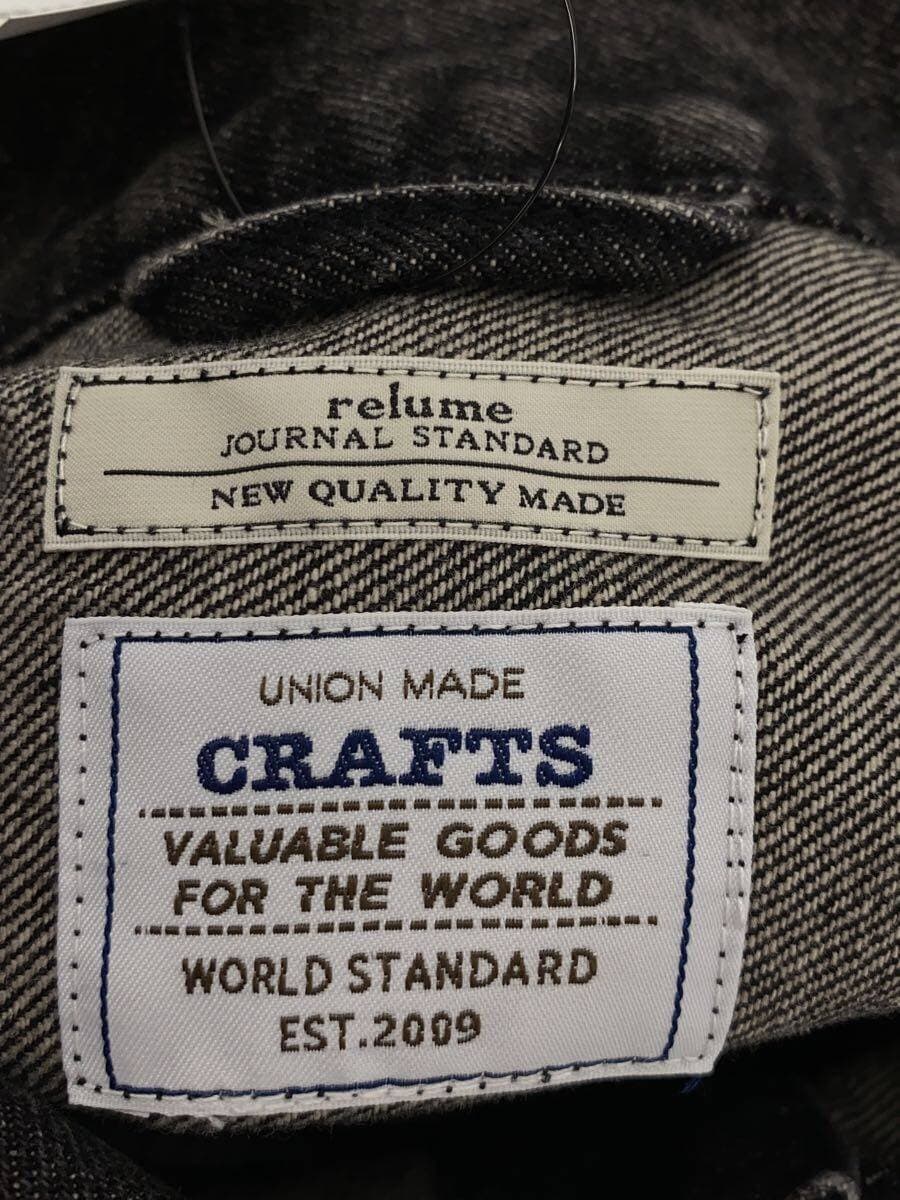 relume
JOURNAL STANDARD
NEW QUALITY MADE
UNION MADE
CRAFTS
VALUABLE GOODS
FOR THE WORLD
WORLD STANDARD
EST.2009